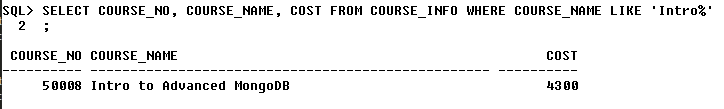 SQL> SELECT COURSE_NO, COURSE_NAME, COST FROM COURSE_INFO WHERE COURSE_NAME LIKE 'Intro%'
2 ;
COURSE_NO COURSE_NAME COST
---------- -------------------------------------------------- ----------
50008 Intro to Advanced MongoDB 4300